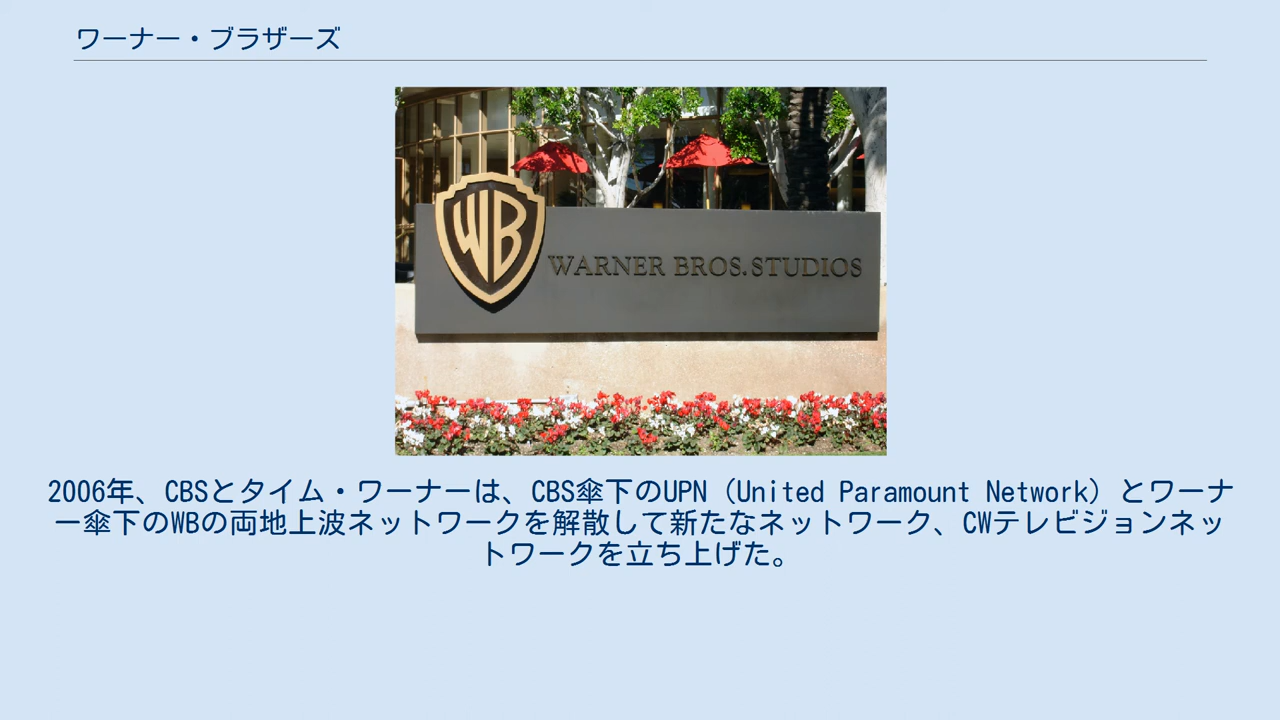 ワーナー・ブラザーズ
WB
WARNER BROS. STUDIOS
2006年、CBSとタイム・ワーナーは、CBS傘下のUPN（United Paramount Network）とワーナ
ー傘下のWBの両地上波ネットワークを解散して新たなネットワーク、CWテレビジョンネッ
トワークを立ち上げた。